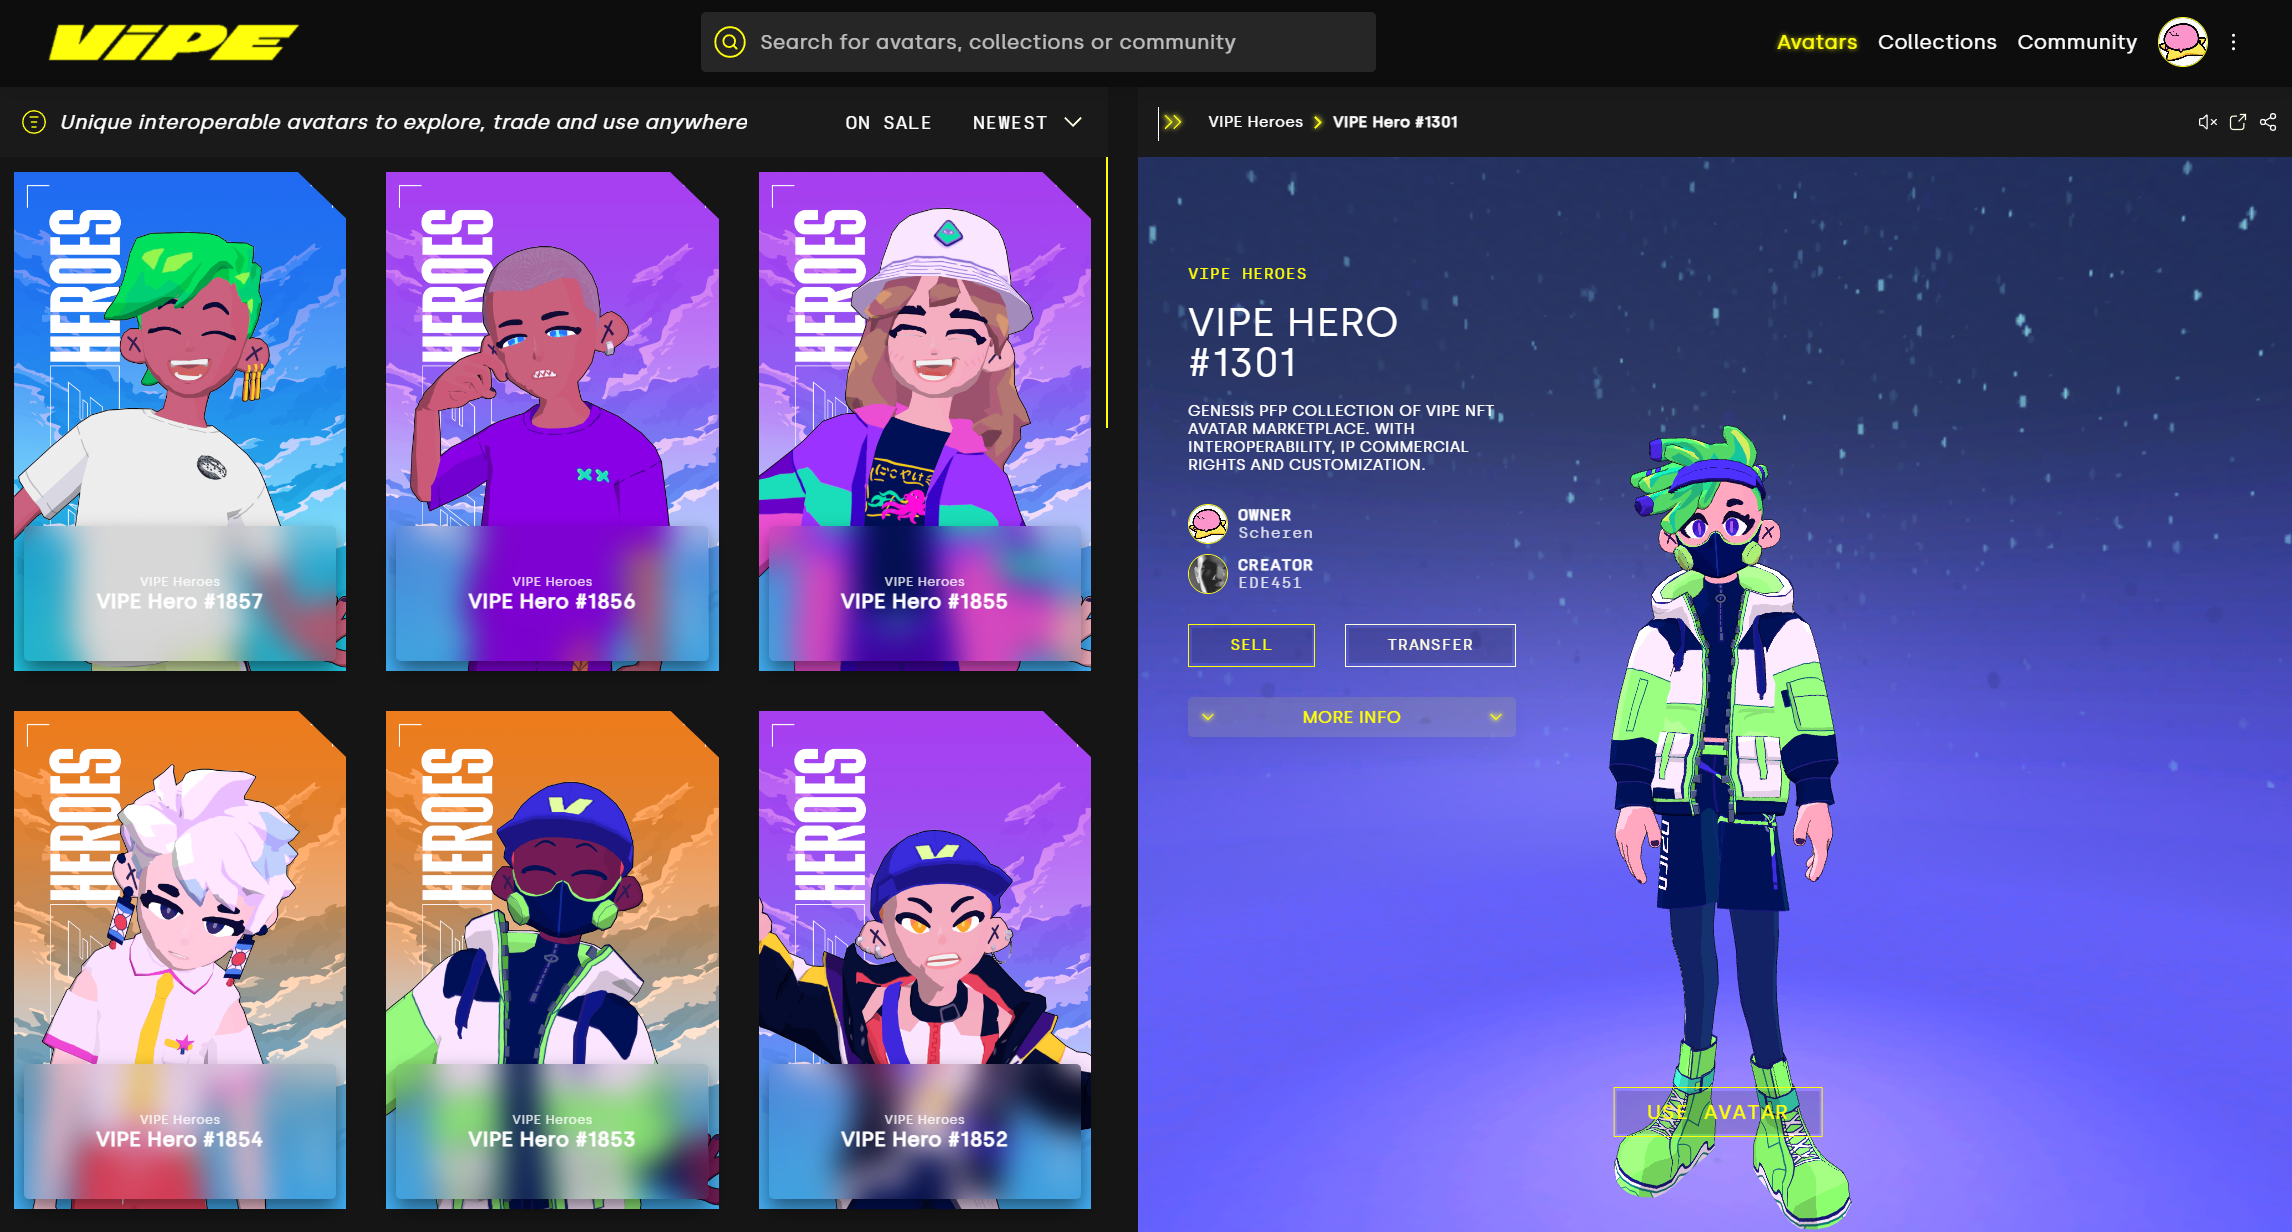 ViPE
Search for avatars, collections or community
Avatars
Collections
Community
Unique interoperable avatars to explore, trade and use anywhere
ON SALE
NEWEST
VIPE Heroes
VIPE Hero #1301
HEROES
VIPE Heroes
VIPE Hero #1857
HEROES
VIPE Heroes
VIPE Hero #1856
HEROES
VIPE Heroes
VIPE Hero #1855
HEROES
VIPE Heroes
VIPE Hero #1854
HEROES
VIPE Heroes
VIPE Hero #1853
HEROES
VIPE Heroes
VIPE Hero #1852
VIPE HEROES
VIPE HERO
#1301
GENESIS PFP COLLECTION OF VIPE NFT
AVATAR MARKETPLACE. WITH
INTEROPERABILITY, IP COMMERCIAL
RIGHTS AND CUSTOMIZATION.
OWNER
Scheren
CREATOR
EDE451
SELL
TRANSFER
MORE INFO
USE AVATAR